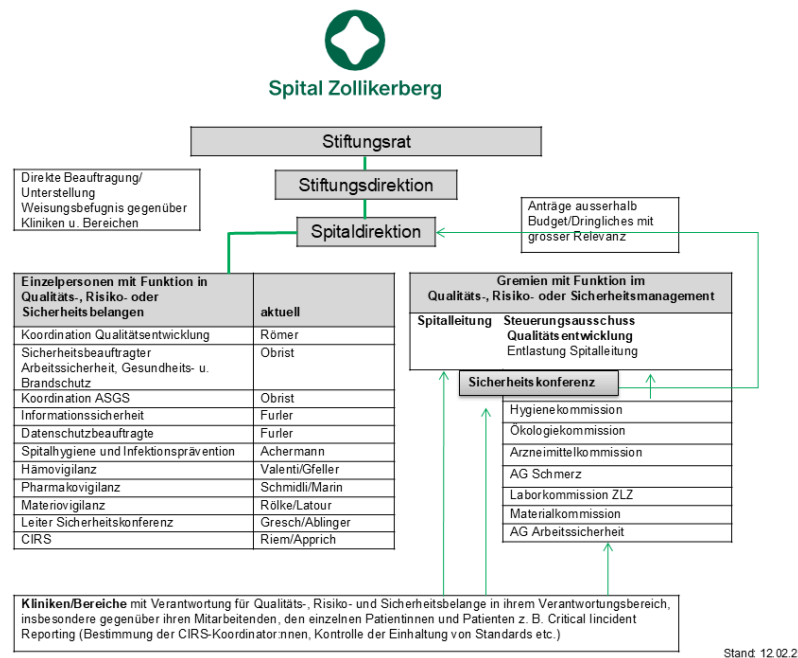 Spital Zollikerberg
Stiftungsrat
Stiftungsdirektion
Spitaldirektion
Direkte Beauftragung/
Unterstellung
Weisungsbefugnis gegenüber
Kliniken u. Bereichen
Anträge ausserhalb
Budget/Dringliches mit
grosser Relevanz
Einzelpersonen mit Funktion in
Qualitäts-, Risiko- oder
Sicherheitsbelangen aktuell
Koordination Qualitätsentwicklung Römer
Sicherheitsbeauftragter Obrist
Arbeitssicherheit, Gesundheits- u.
Brandschutz
Koordination ASGS Obrist
Informationssicherheit Furler
Datenschutzbeauftragte Furler
Spitalhygiene und Infektionsprävention Achermann
Hämovigilanz Valenti/Gfeller
Pharmakovigilanz Schmidli/Marin
Materiovigilanz Rölke/Latour
Leiter Sicherheitskonferenz Gresch/Ablinger
CIRS Riem/Apprich
Gremien mit Funktion im
Qualitäts-, Risiko- oder Sicherheitsmanagement
Spitalleitung Steuerungsausschuss
Qualitätsentwicklung
Entlastung Spitalleitung
Sicherheitskonferenz
Hygienekommission
Ökologiekommission
Arzneimittelkommission
AG Schmerz
Laborkommission ZLZ
Materialkommission
AG Arbeitssicherheit
Kliniken/Bereiche mit Verantwortung für Qualitäts-, Risiko- und Sicherheitsbelange in ihrem Verantwortungsbereich,
insbesondere gegenüber ihren Mitarbeitenden, den einzelnen Patientinnen und Patienten z. B. Critical Iincident
Reporting (Bestimmung der CIRS-Koordinator:nnen, Kontrolle der Einhaltung von Standards etc.)
Stand: 12.02.2